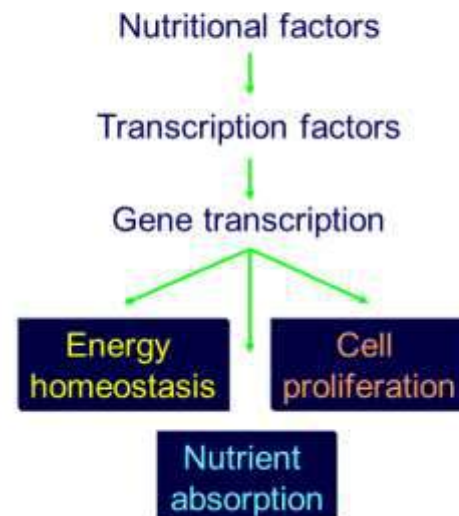 Nutritional factors
Transcription factors
Gene transcription
Energy
homeostasis
Cell
proliferation
Nutrient
absorption